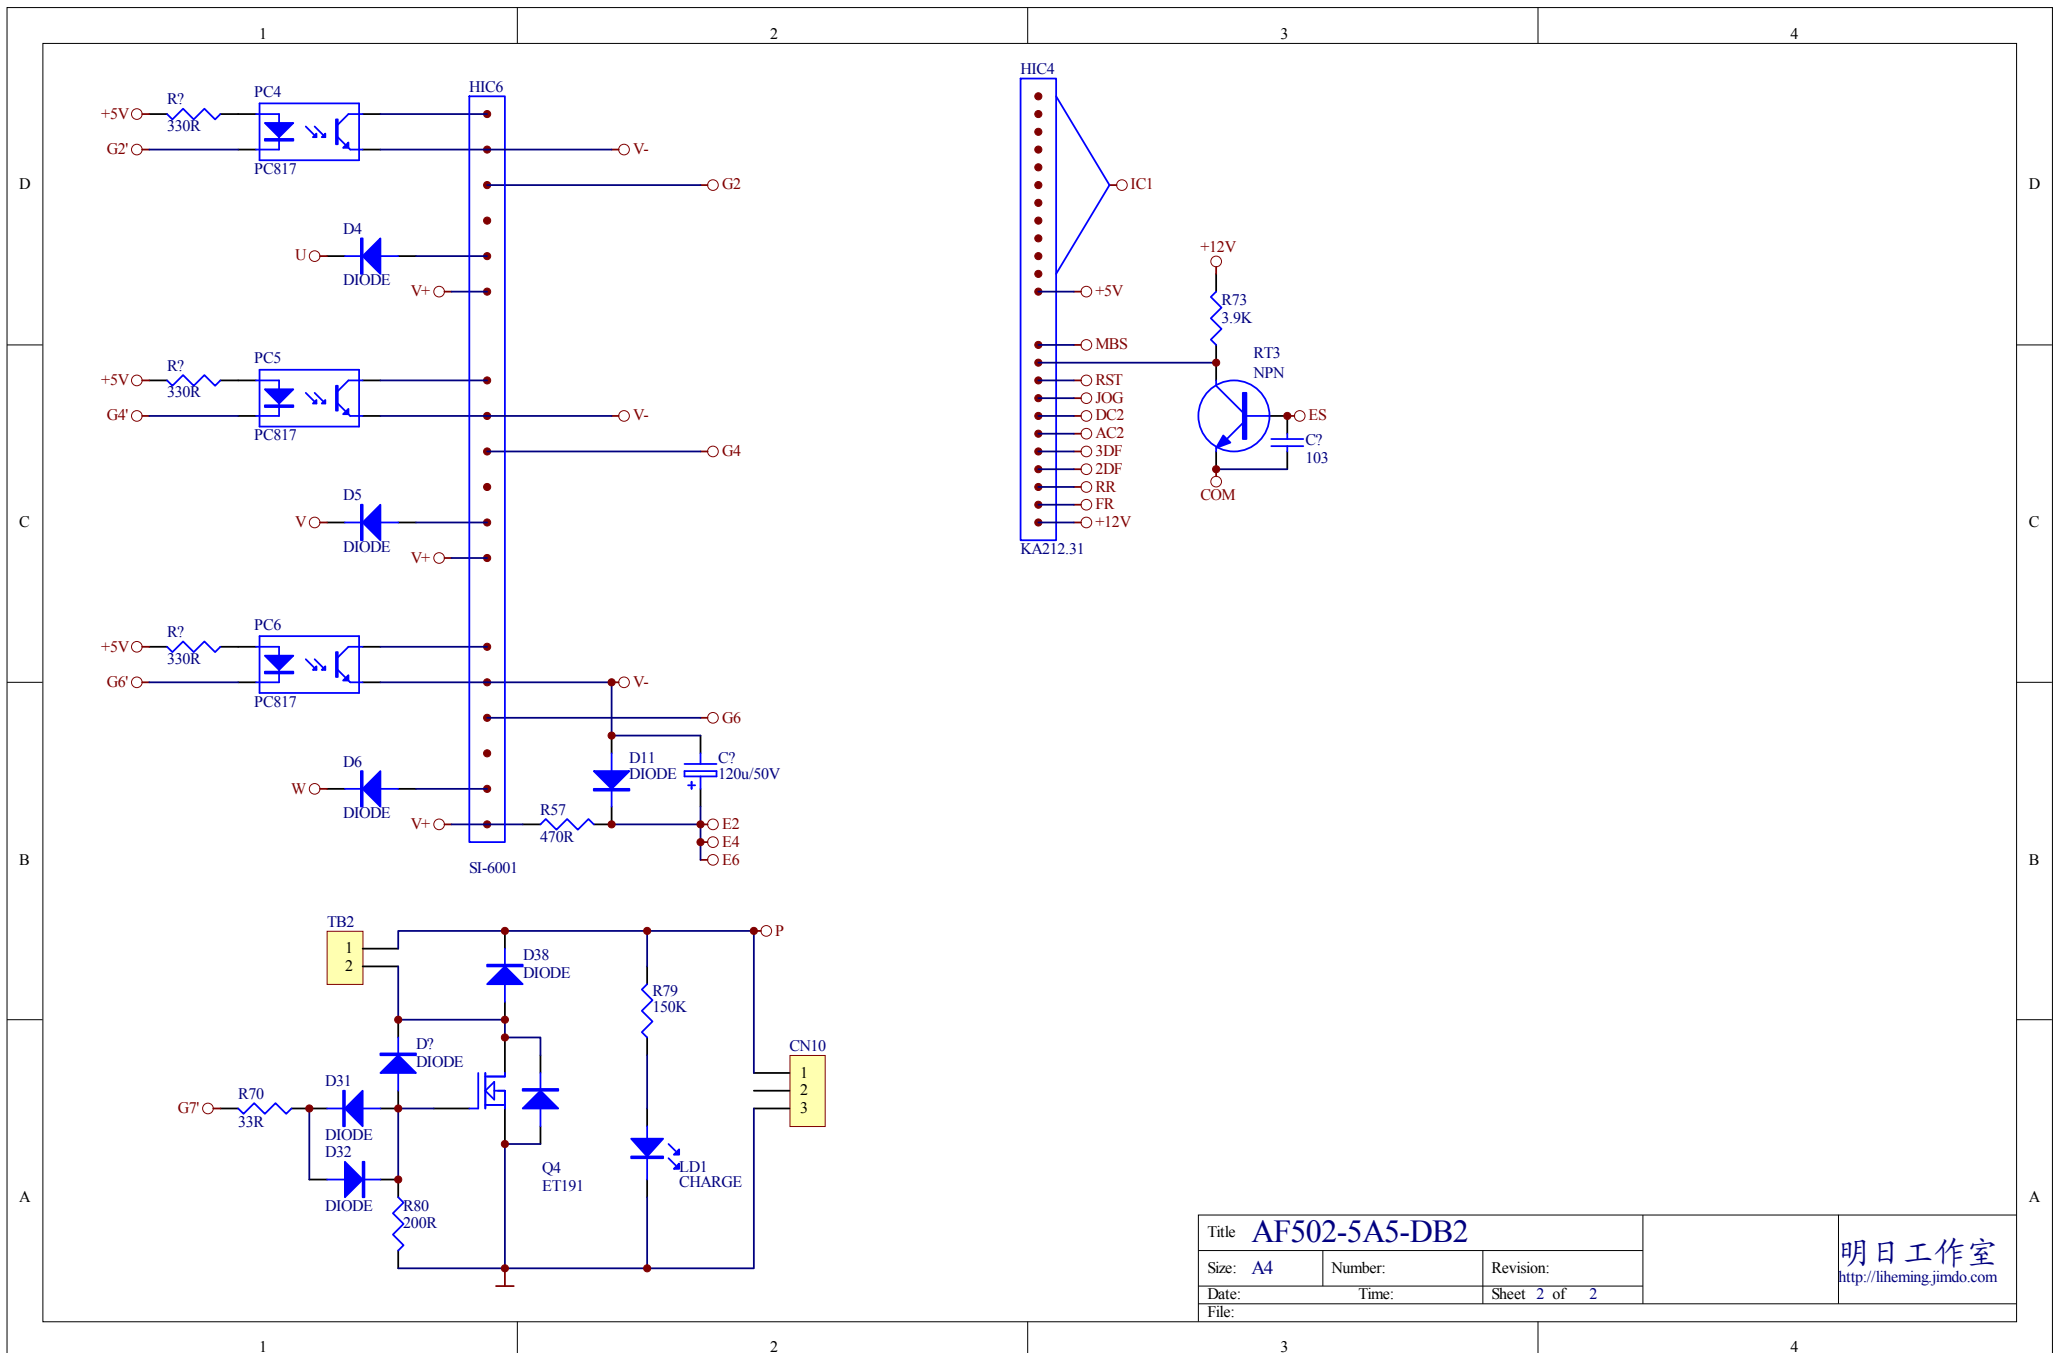 1
2
3
4
D
D
C
C
B
B
A
A
HIC6
R?
+5V
330R
G2'
PC4
PC817
V-
G2
D4
U
DIODE
V+
R?
+5V
330R
G4'
PC5
PC817
V-
G4
D5
V
DIODE
V+
R?
+5V
330R
G6'
PC6
PC817
V-
G6
D6
W
DIODE
V+
R57
470R
D11
DIODE
C?
120u/50V
+
E2
E4
E6
SI-6001
HIC4
IC1
+5V
MBS
RST
JOG
DC2
AC2
3DF
2DF
RR
FR
+12V
KA212.31
+12V
R73
3.9K
RT3
NPN
ES
C?
103
COM
TB2
1
2
P
D38
DIODE
R79
150K
D?
DIODE
CN10
1
2
3
G7'
R70
33R
D31
DIODE
D32
DIODE
R80
200R
Q4
ET191
LD1
CHARGE
Title AF502-5A5-DB2
Size: A4 Number: Revision:
Date: Time: Sheet 2 of 2
File:
明日工作室
http://liheming.jimdo.com
1
2
3
4